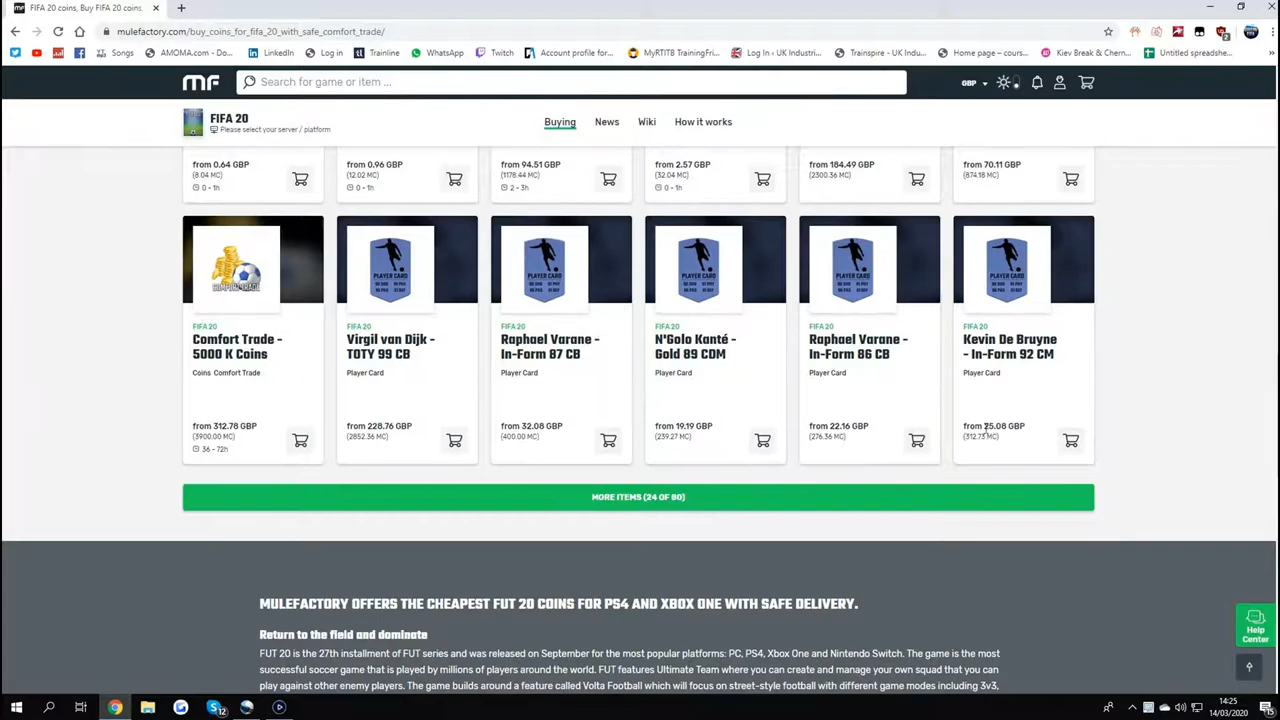 FIFA 20 coins, Buy FIFA 20 coins.
mulefactory.com/buy_coins_for_fifa_20_with_safe_comfort_trade/
Songs
AMOMA.com - Do...
LinkedIn
Log in
Trainline
WhatsApp
Twitch
Account profile for...
MyRTITB TrainingFri...
Log In ‹ UK Industri...
Trainspire - UK Indu...
Home page – cours...
Kiev Break & Chern...
Untitled spreadshe...
MF
Search for game or item ...
GBP
FIFA 20
Please select your server / platform
Buying
News
Wiki
How it works
from 0.64 GBP
(8.04 MC)
0 - 1h
from 0.96 GBP
(12.02 MC)
0 - 1h
from 94.51 GBP
(1178.44 MC)
2 - 3h
from 2.57 GBP
(32.04 MC)
0 - 1h
from 184.49 GBP
(2300.36 MC)
from 70.11 GBP
(874.18 MC)
FIFA 20
Comfort Trade -
5000 K Coins
Coins Comfort Trade
from 312.78 GBP
(3900.00 MC)
36 - 72h
PLAYER CARD
FIFA 20
Virgil van Dijk -
TOTY 99 CB
Player Card
from 228.76 GBP
(2852.36 MC)
PLAYER CARD
FIFA 20
Raphael Varane -
In-Form 87 CB
Player Card
from 32.08 GBP
(400.00 MC)
PLAYER CARD
FIFA 20
N'Golo Kanté -
Gold 89 CDM
Player Card
from 19.19 GBP
(239.27 MC)
PLAYER CARD
FIFA 20
Raphael Varane -
In-Form 86 CB
Player Card
from 22.16 GBP
(276.36 MC)
PLAYER CARD
FIFA 20
Kevin De Bruyne
- In-Form 92 CM
Player Card
from 25.08 GBP
(312.73 MC)
MORE ITEMS (24 OF 80)
MULEFACTORY OFFERS THE CHEAPEST FUT 20 COINS FOR PS4 AND XBOX ONE WITH SAFE DELIVERY.
Return to the field and dominate
FUT 20 is the 27th installment of FUT series and was released on September for the most popular platforms: PC, PS4, Xbox One and Nintendo Switch. The game is the most
successful soccer game that is played by millions of players around the world. FUT features Ultimate Team where you can create and manage your own squad that you can
play against other enemy players. The game builds around a feature called Volta Football which will focus on street-style football with different game modes including 3v3,
Help
Center
12
14:25
14/03/2020